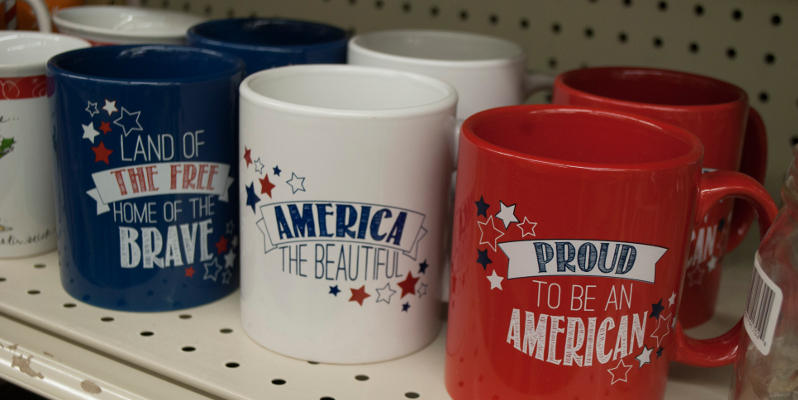 LAND OF
THE FREE
HOME OF THE
BRAVE
AMERICA
THE BEAUTIFUL
PROUD
TO BE AN
AMERICAN